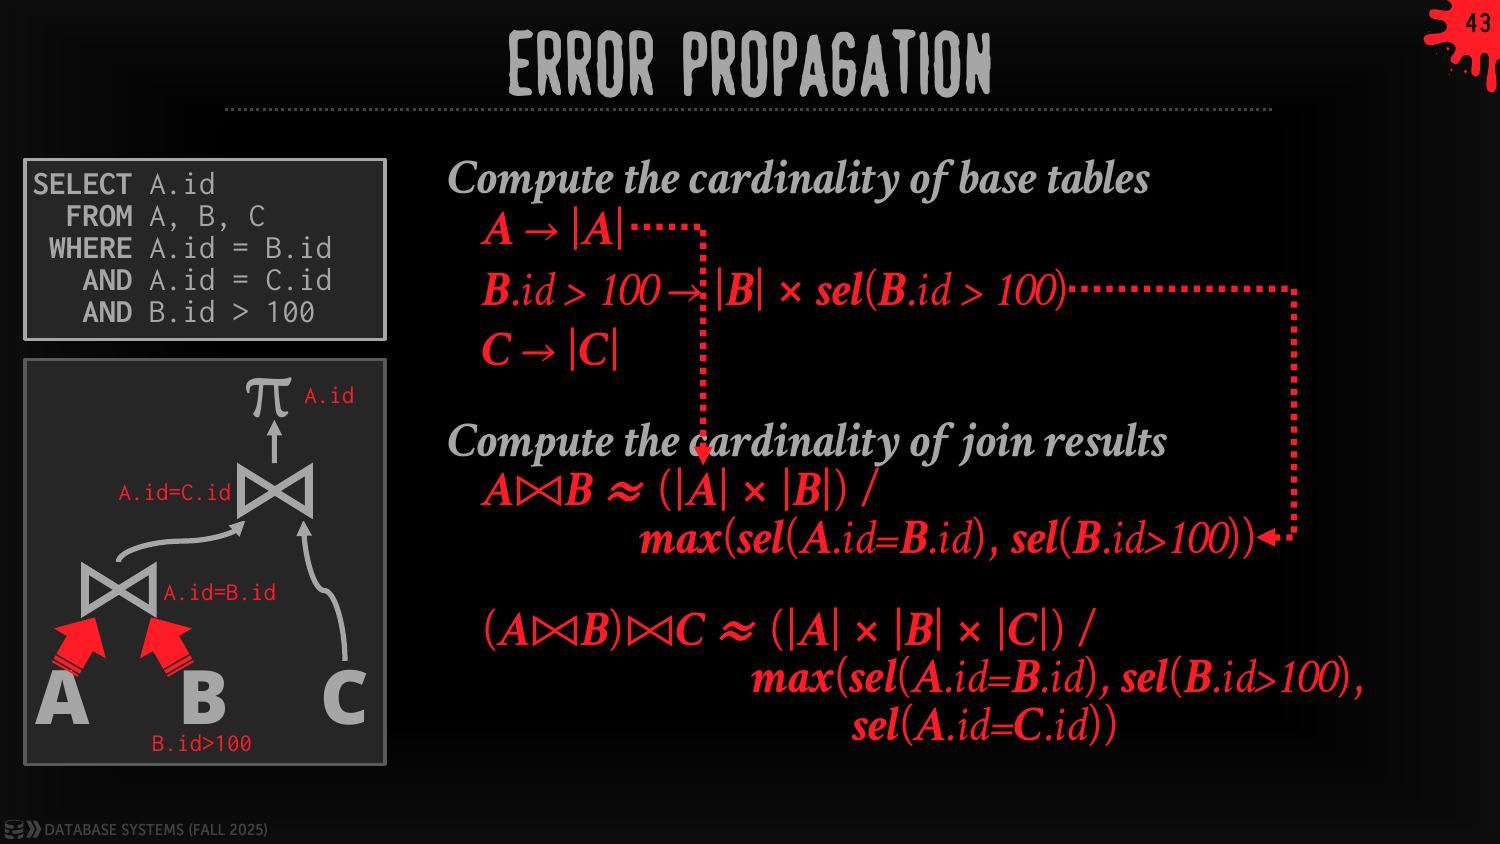 43
ERROR PROPAGATION
SELECT A.id
FROM A, B, C
WHERE A.id = B.id
AND A.id = C.id
AND B.id > 100
π A.id
A.id=C.id
A.id=B.id
A B C
B.id>100
Compute the cardinality of base tables
A → |A|
B.id > 100 → |B| × sel(B.id > 100)
C → |C|
Compute the cardinality of join results
A⋈B ≈ (|A| × |B|) /
max(sel(A.id=B.id), sel(B.id>100))
(A⋈B)⋈C ≈ (|A| × |B| × |C|) /
max(sel(A.id=B.id), sel(B.id>100),
sel(A.id=C.id))
DATABASE SYSTEMS (FALL 2025)